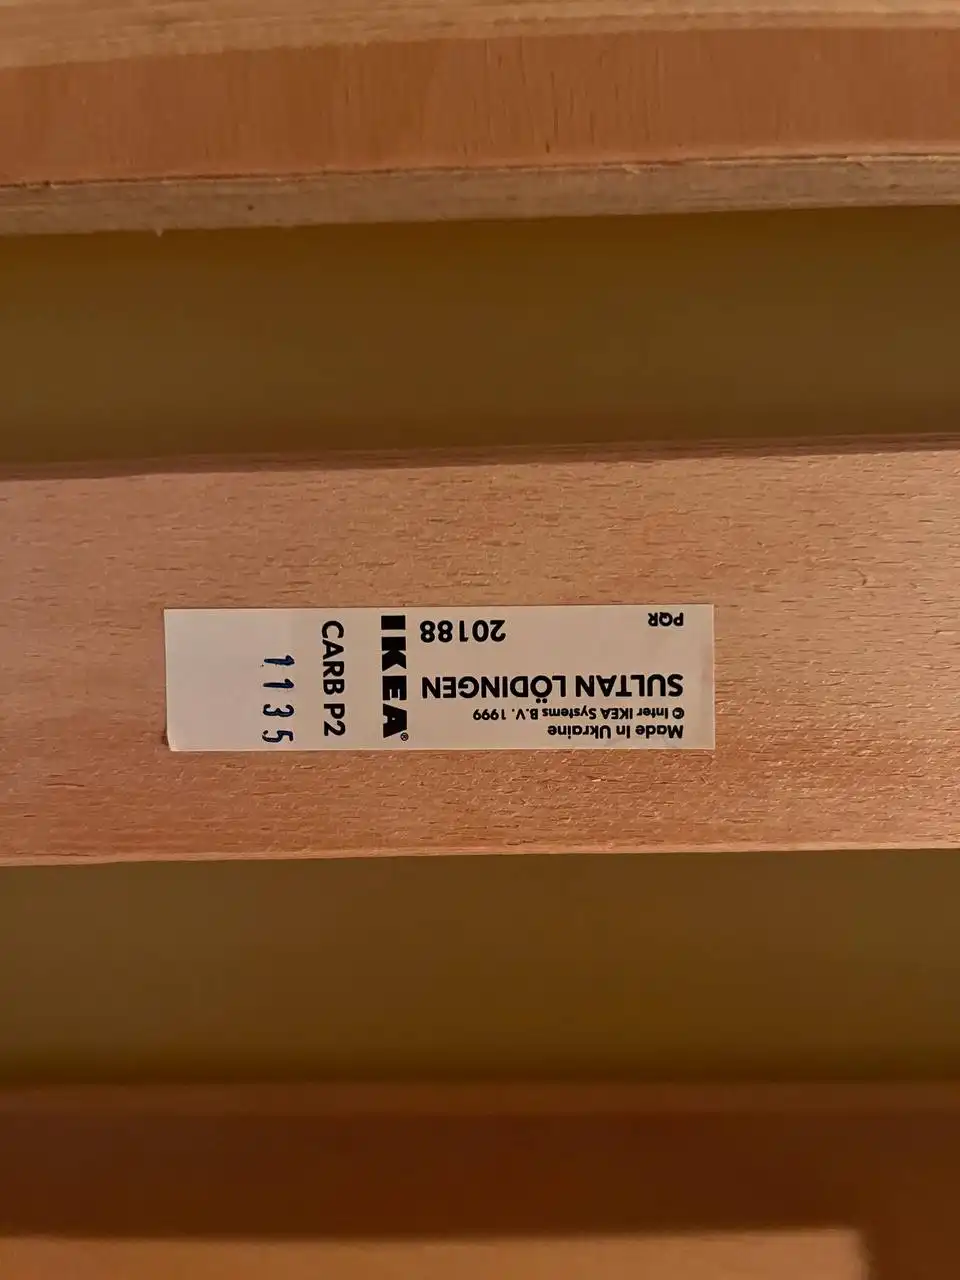 Made in Ukraine
© Inter IKEA Systems B.V. 1999
SULTAN LÖDINGEN
20188
PQR
IKEA®
CARB P2
1135